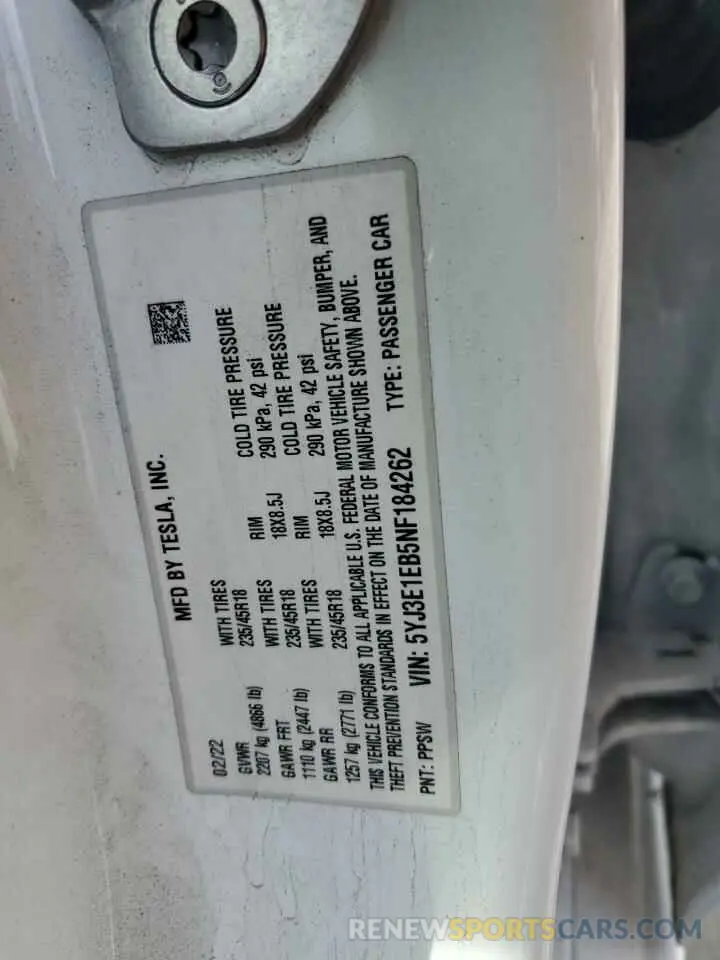 MFD BY TESLA, INC.
02/22
GVWR WITH TIRES RIM COLD TIRE PRESSURE
2207 kg (4866 lb) 235/45R18 18X8.5J 290 kPa, 42 psi
GAWR FRT WITH TIRES RIM COLD TIRE PRESSURE
1110 kg (2447 lb) 235/45R18 18X8.5J 290 kPa, 42 psi
GAWR RR WITH TIRES
1257 kg (2771 lb) 235/45R18
THIS VEHICLE CONFORMS TO ALL APPLICABLE U.S. FEDERAL MOTOR VEHICLE SAFETY, BUMPER, AND
THEFT PREVENTION STANDARDS IN EFFECT ON THE DATE OF MANUFACTURE SHOWN ABOVE.
PNT: PPSW VIN: 5YJ3E1EB5NF184262 TYPE: PASSENGER CAR
RENEWSPORTSCARS.COM